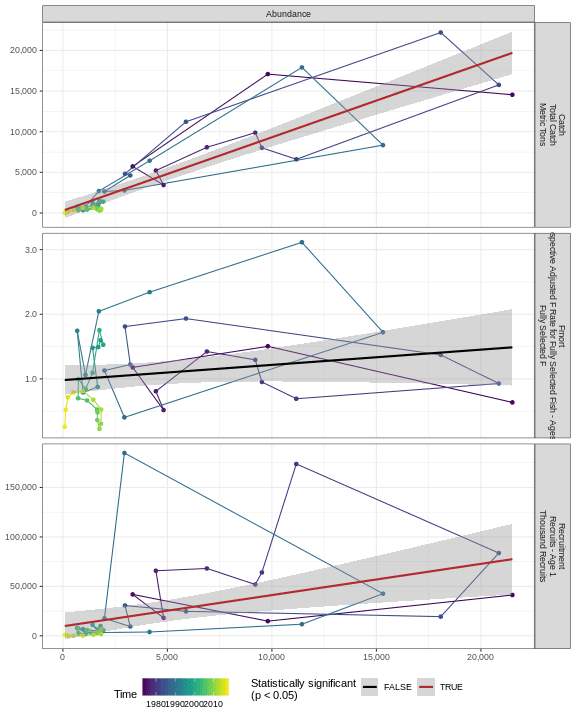 Abundance
20,000
15,000
10,000
5,000
0
Catch
Total Catch
Metric Tons
3.0
2.0
1.0
Fmort
spective Adjusted F Rate for Fully Selected Fish - Ages
Fully Selected F
150,000
100,000
50,000
0
Recruitment
Recruits - Age 1
Thousand Recruits
0 5,000 10,000 15,000 20,000
Time
1980 1990 2000 2010
Statistically significant
(p < 0.05)
FALSE TRUE